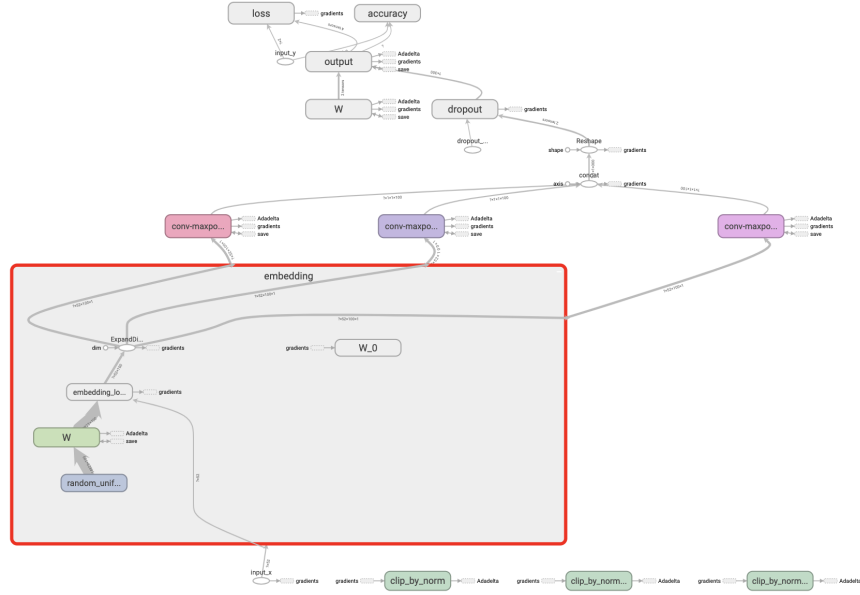 loss
gradients
accuracy
input_y
output
Adadelta
gradients
save
W
Adadelta
gradients
save
dropout
gradients
dropout_...
Reshape
shape
gradients
concat
axis
gradients
conv-maxpo...
Adadelta
gradients
save
conv-maxpo...
Adadelta
gradients
save
conv-maxpo...
Adadelta
gradients
save
embedding
ExpandDi...
dim
gradients
gradients
W_0
embedding_lo...
gradients
W
Adadelta
save
random_unif...
input_x
gradients
gradients
clip_by_norm
Adadelta
gradients
clip_by_norm...
Adadelta
gradients
clip_by_norm...
Adadelta